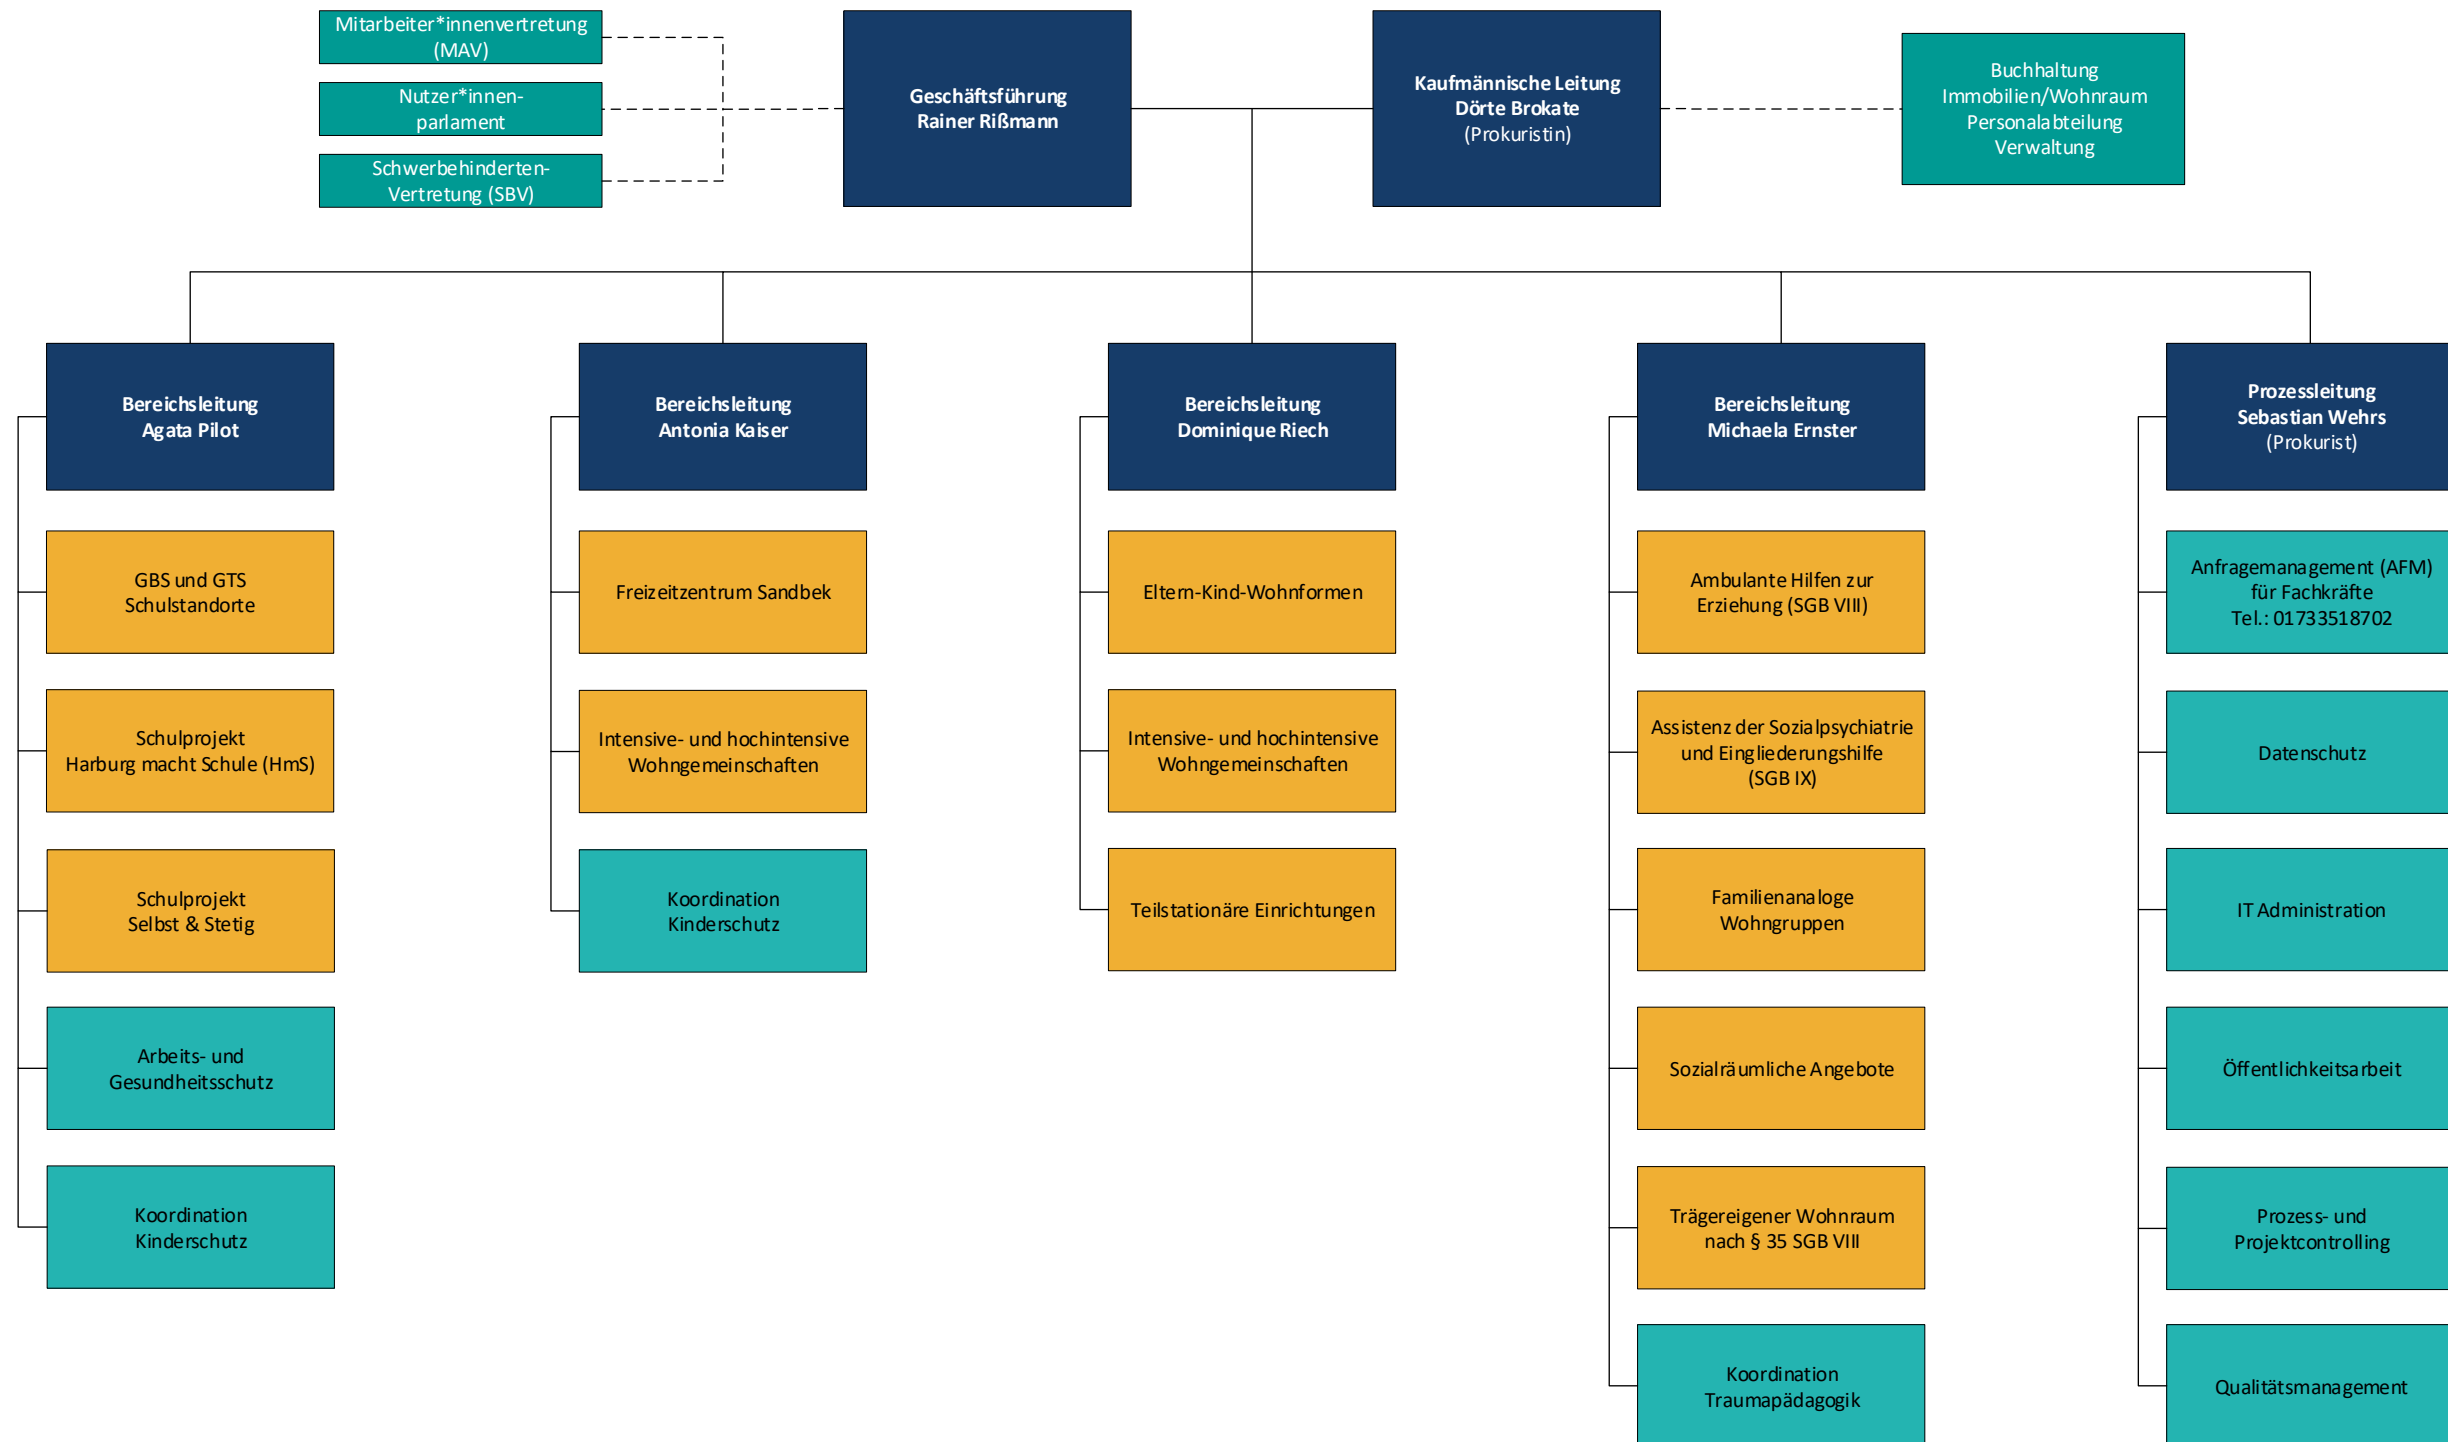 Mitarbeiter*innenvertretung
(MAV)
Nutzer*innen-
parlament
Schwerbehinderten-
Vertretung (SBV)
Geschäftsführung
Rainer Rißmann
Kaufmännische Leitung
Dörte Brokate
(Prokuristin)
Buchhaltung
Immobilien/Wohnraum
Personalabteilung
Verwaltung
Bereichsleitung
Agata Pilot
GBS und GTS
Schulstandorte
Schulprojekt
Harburg macht Schule (HmS)
Schulprojekt
Selbst & Stetig
Arbeits- und
Gesundheitsschutz
Koordination
Kinderschutz
Bereichsleitung
Antonia Kaiser
Freizeitzentrum Sandbek
Intensive- und hochintensive
Wohngemeinschaften
Koordination
Kinderschutz
Bereichsleitung
Dominique Riech
Eltern-Kind-Wohnformen
Intensive- und hochintensive
Wohngemeinschaften
Teilstationäre Einrichtungen
Bereichsleitung
Michaela Ernster
Ambulante Hilfen zur
Erziehung (SGB VIII)
Assistenz der Sozialpsychiatrie
und Eingliederungshilfe
(SGB IX)
Familienanaloge
Wohngruppen
Sozialräumliche Angebote
Trägereigener Wohnraum
nach § 35 SGB VIII
Koordination
Traumapädagogik
Prozessleitung
Sebastian Wehrs
(Prokurist)
Anfragemanagement (AFM)
für Fachkräfte
Tel.: 01733518702
Datenschutz
IT Administration
Öffentlichkeitsarbeit
Prozess- und
Projektcontrolling
Qualitätsmanagement